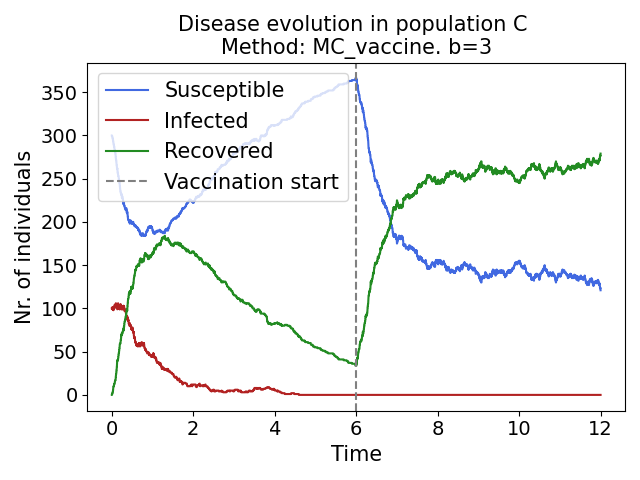 Disease evolution in population C
Method: MC_vaccine. b=3
Susceptible
Infected
Recovered
Vaccination start
Nr. of individuals
350
300
250
200
150
100
50
0
0 2 4 6 8 10 12
Time